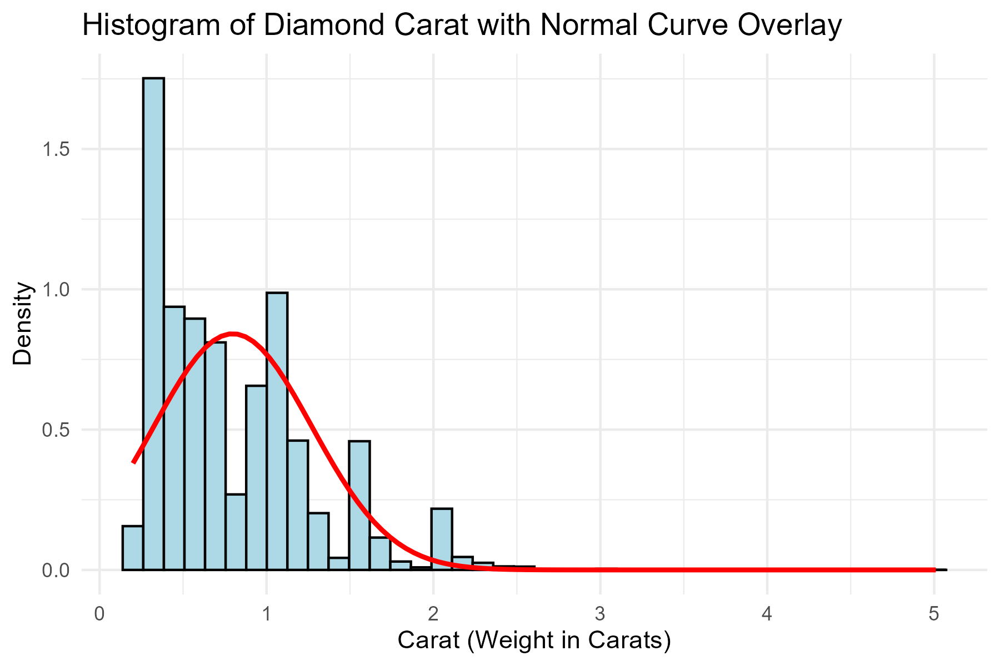 Histogram of Diamond Carat with Normal Curve Overlay
Density
1.5
1.0
0.5
0.0
0 1 2 3 4 5
Carat (Weight in Carats)